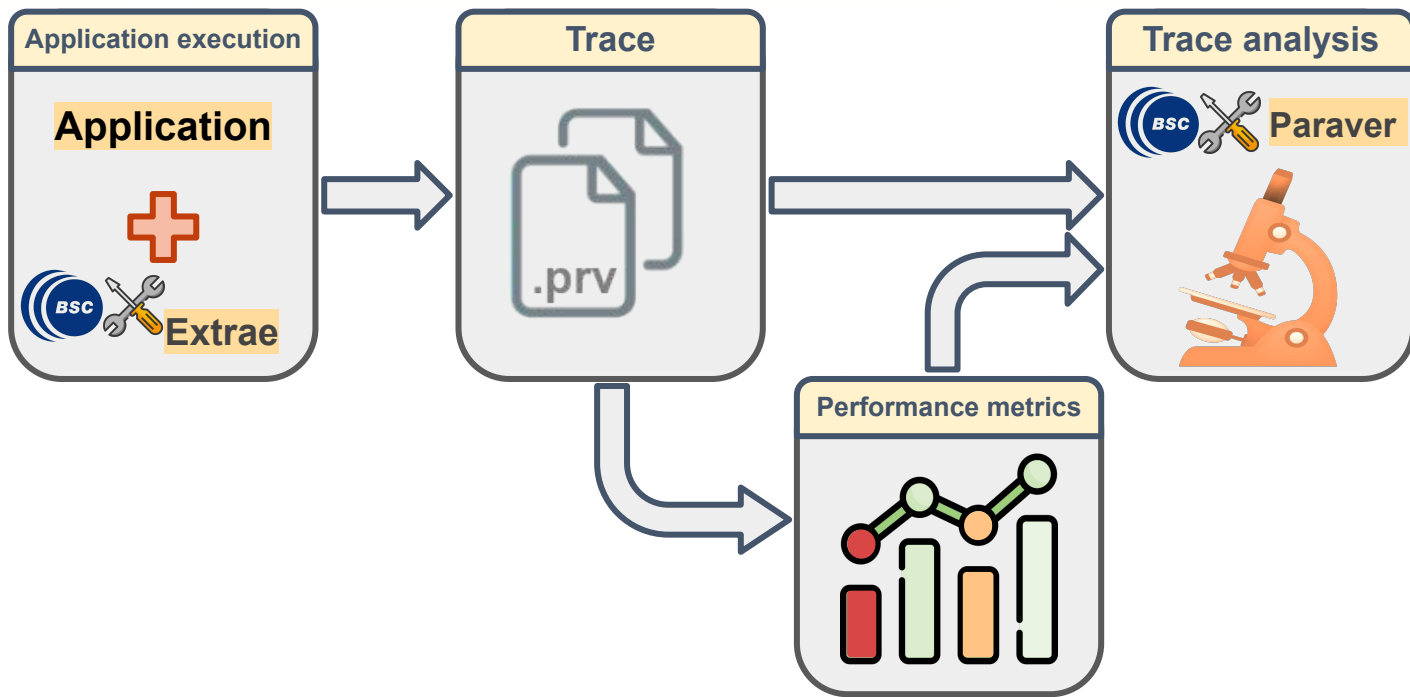 Application execution
Application
BSC
Extrae
Trace
.prv
Trace analysis
BSC
Paraver
Performance metrics